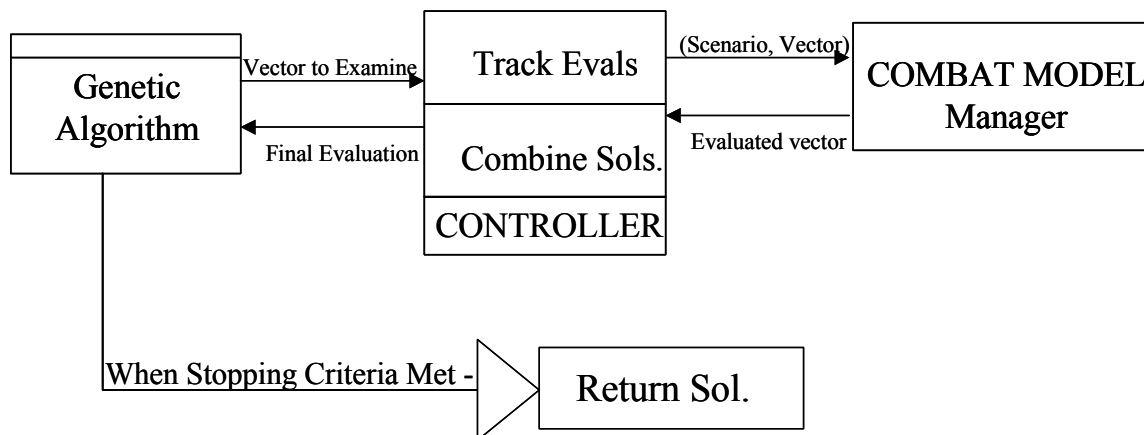 Genetic
Algorithm
Vector to Examine
Final Evaluation
Track Evals
Combine Sols.
CONTROLLER
(Scenario, Vector)
Evaluated vector
COMBAT MODEL
Manager
When Stopping Criteria Met -
Return Sol.